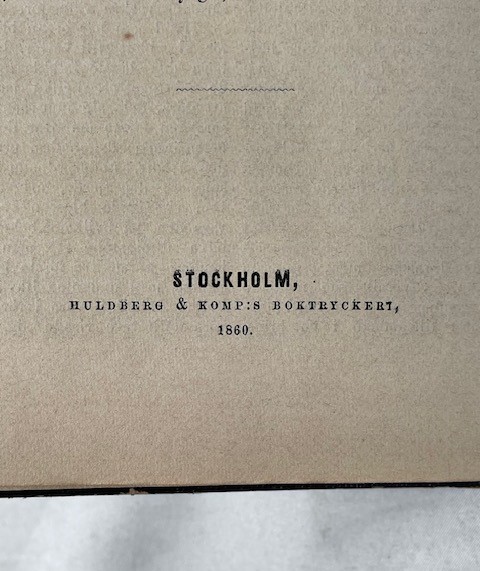 STOCKHOLM,
HULDBERG & KOMP:S BOKTRYCKERI,
1860.